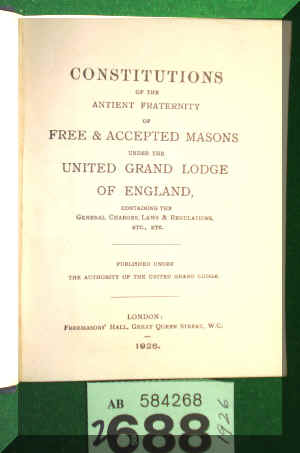 CONSTITUTIONS
OF THE
ANTIENT FRATERNITY
OF
FREE & ACCEPTED MASONS
UNDER THE
UNITED GRAND LODGE
OF ENGLAND,
CONTAINING THE
GENERAL CHARGES, LAWS & REGULATIONS,
ETC., ETC.
PUBLISHED UNDER
THE AUTHORITY OF THE UNITED GRAND LODGE.
LONDON:
FREEMASONS' HALL, GREAT QUEEN STREET, W.C.
1926.
AB 584268
2688
1926